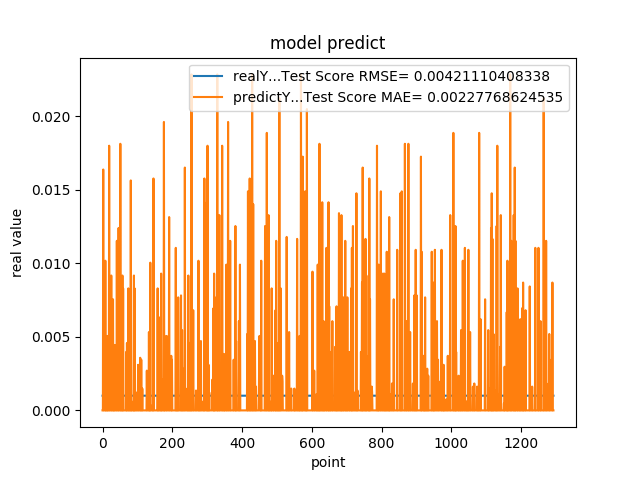 model predict
realY...Test Score RMSE= 0.00421110408338
predictY...Test Score MAE= 0.00227768624535
0.020
0.015
0.010
0.005
0.000
real value
0 200 400 600 800 1000 1200
point